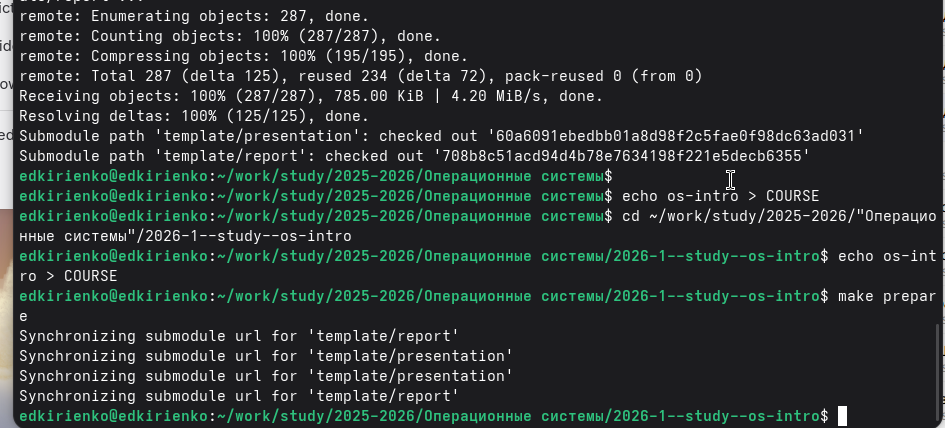 remote: Enumerating objects: 287, done.
remote: Counting objects: 100% (287/287), done.
remote: Compressing objects: 100% (195/195), done.
remote: Total 287 (delta 125), reused 234 (delta 72), pack-reused 0 (from 0)
Receiving objects: 100% (287/287), 785.00 KiB | 4.20 MiB/s, done.
Resolving deltas: 100% (125/125), done.
Submodule path 'template/presentation': checked out '60a6091ebedbb01a8d98f2c5fae0f98dc63ad031'
Submodule path 'template/report': checked out '708b8c51acd94d4b78e7634198f221e5decb6355'
edkirienko@edkirienko:~/work/study/2025-2026/Операционные системы$
edkirienko@edkirienko:~/work/study/2025-2026/Операционные системы$ echo os-intro > COURSE
edkirienko@edkirienko:~/work/study/2025-2026/Операционные системы$ cd ~/work/study/2025-2026/"Операцио
нные системы"/2026-1--study--os-intro
edkirienko@edkirienko:~/work/study/2025-2026/Операционные системы/2026-1--study--os-intro$ echo os-int
ro > COURSE
edkirienko@edkirienko:~/work/study/2025-2026/Операционные системы/2026-1--study--os-intro$ make prepar
e
Synchronizing submodule url for 'template/report'
Synchronizing submodule url for 'template/presentation'
Synchronizing submodule url for 'template/presentation'
Synchronizing submodule url for 'template/report'
edkirienko@edkirienko:~/work/study/2025-2026/Операционные системы/2026-1--study--os-intro$